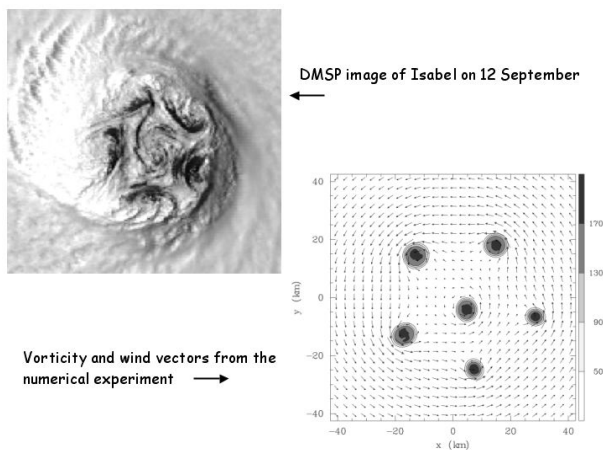 DMSP image of Isabel on 12 September
40
20
0
−20
−40
y (km)
−40
−20
0
20
40
x (km)
170
130
90
50
Vorticity and wind vectors from the
numerical experiment